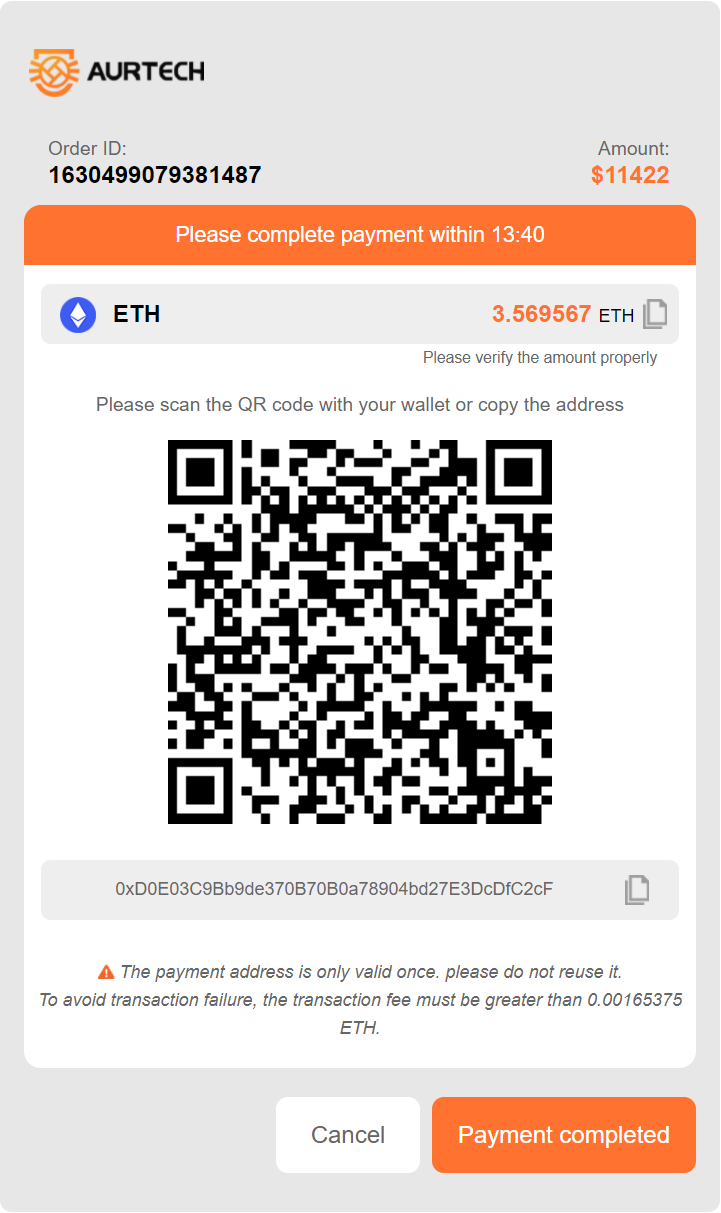 AURTECH
Order ID:
Amount:
1630499079381487
$11422
Please complete payment within 13:40
ETH
3.569567 ETH
Please verify the amount properly
Please scan the QR code with your wallet or copy the address
0xD0E03C9Bb9de370B70B0a78904bd27E3DcDfC2cF
The payment address is only valid once. please do not reuse it.
To avoid transaction failure, the transaction fee must be greater than 0.00165375
ETH.
Cancel
Payment completed